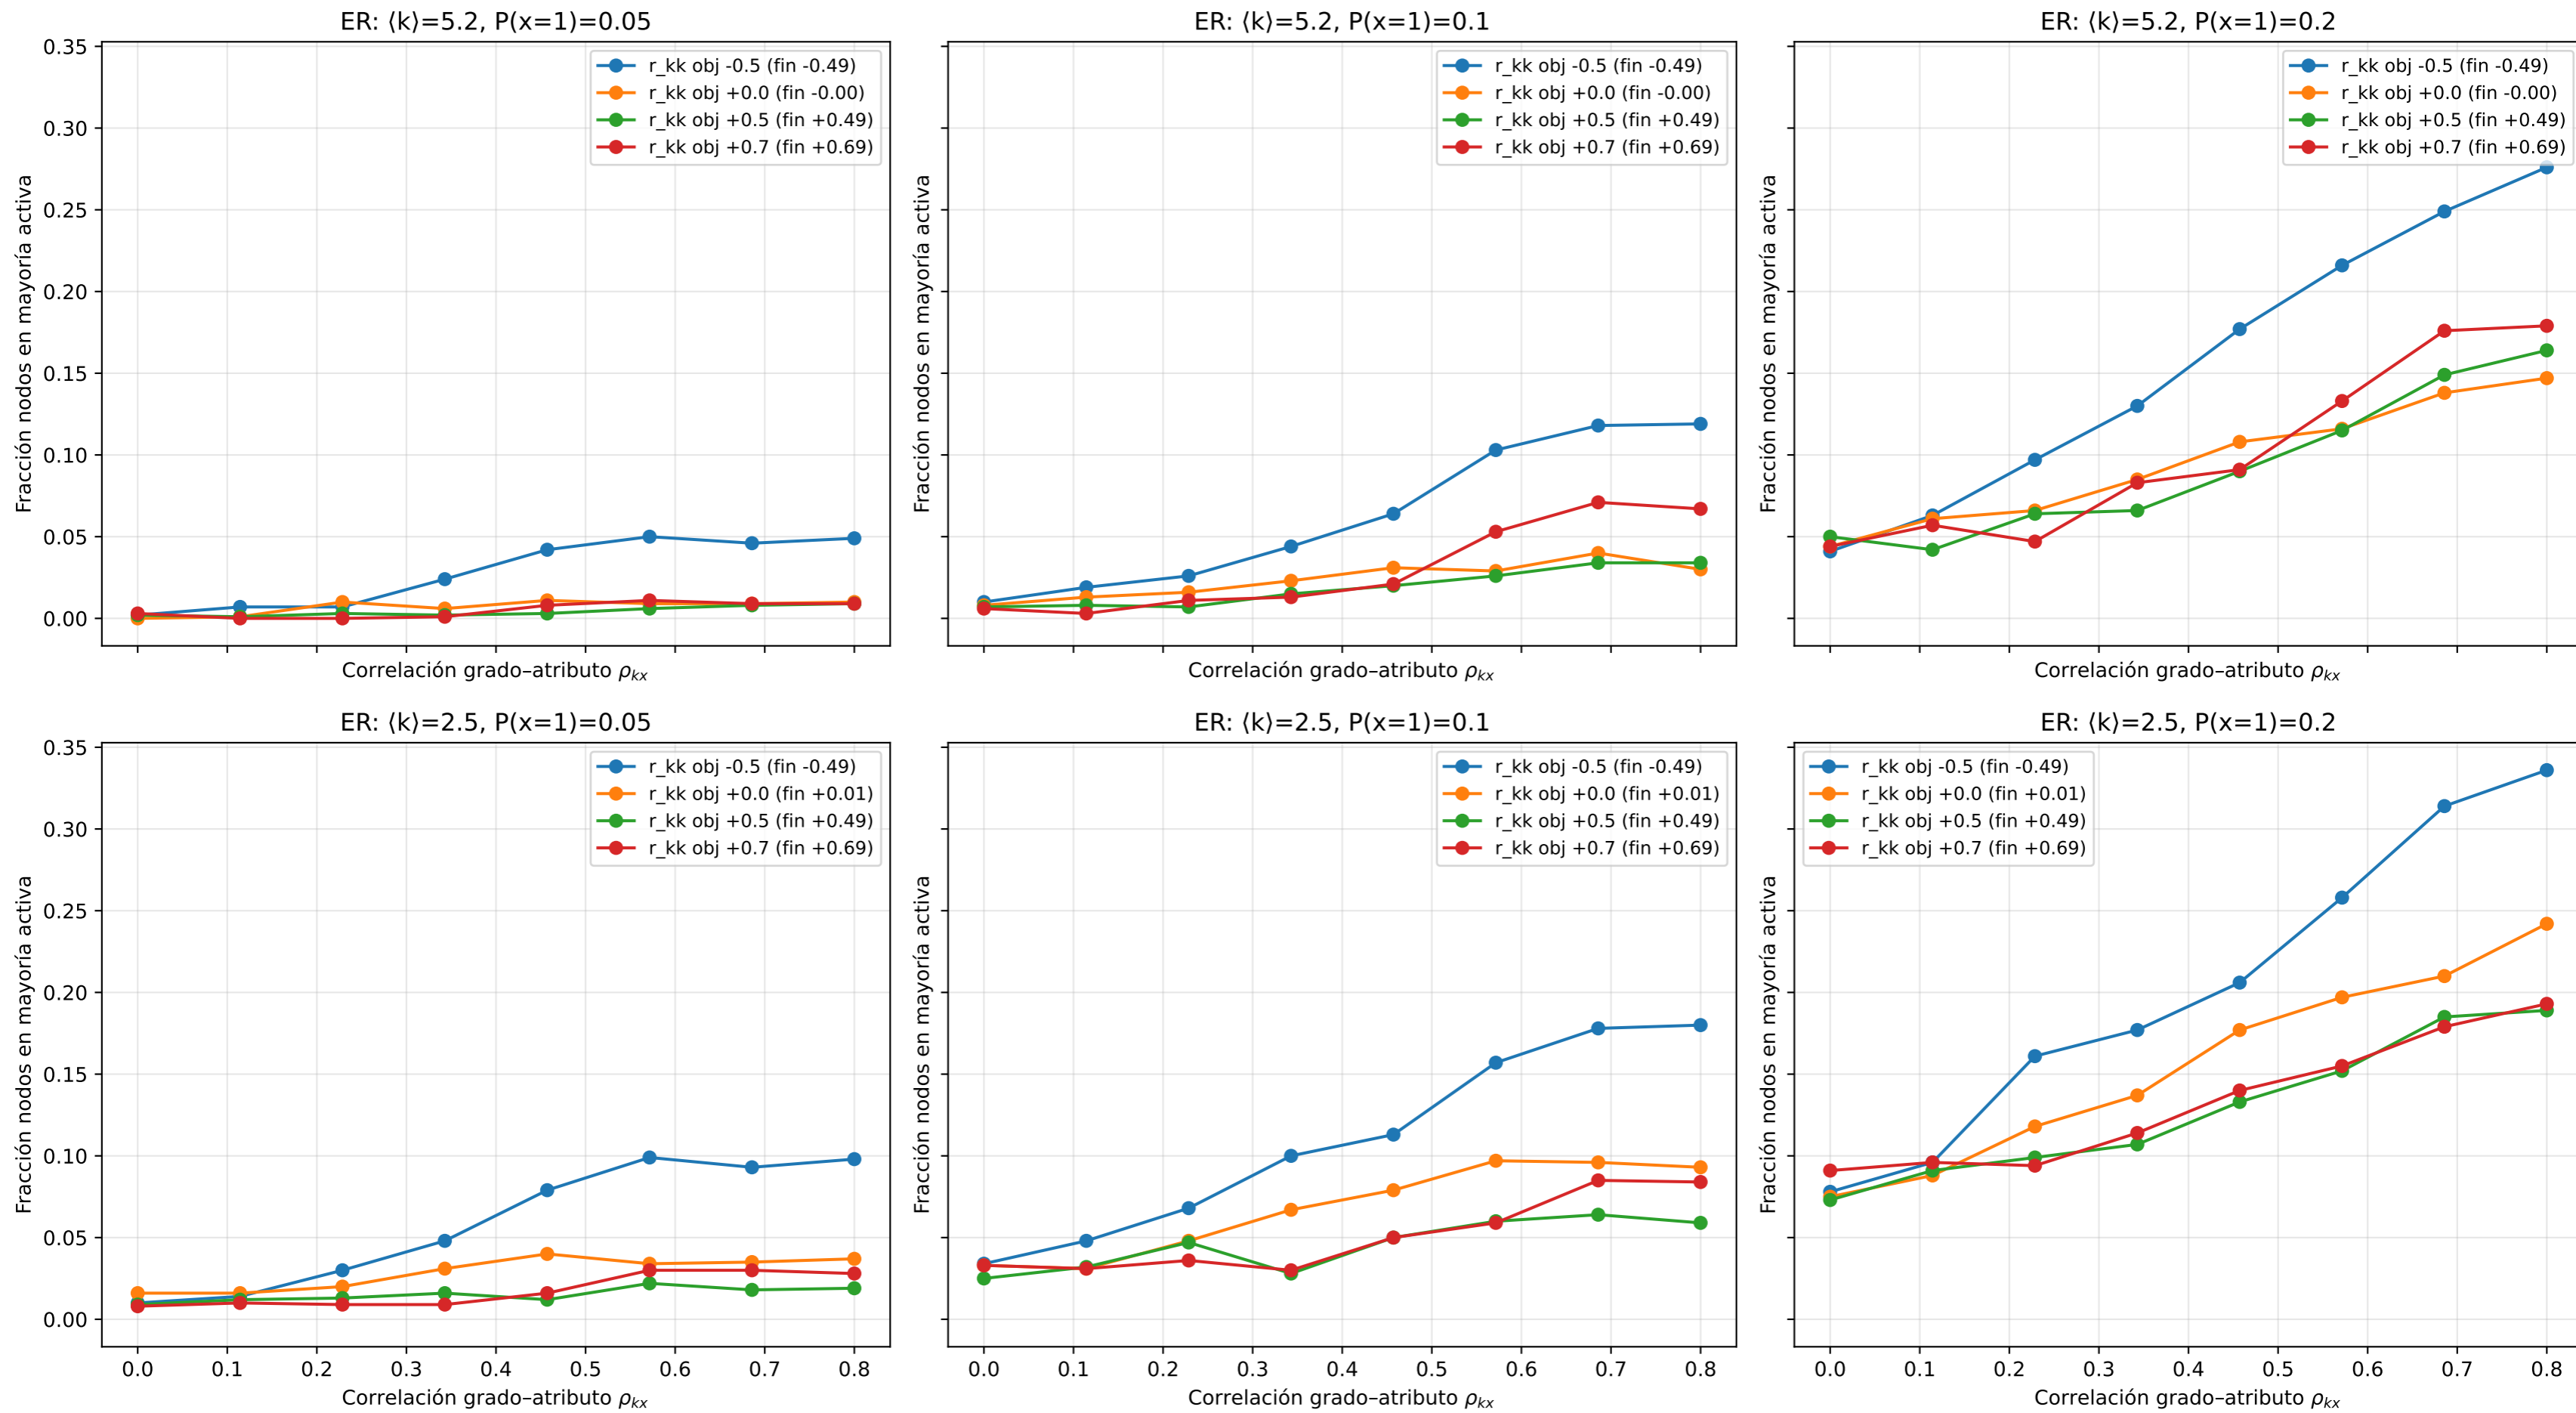 ER: ⟨k⟩=5.2, P(x=1)=0.05
0.35
0.30
0.25
0.20
0.15
0.10
0.05
0.00
Fracción nodos en mayoría activa
r_kk obj -0.5 (fin -0.49)
r_kk obj +0.0 (fin -0.00)
r_kk obj +0.5 (fin +0.49)
r_kk obj +0.7 (fin +0.69)
Correlación grado–atributo ρkx
ER: ⟨k⟩=5.2, P(x=1)=0.1
Fracción nodos en mayoría activa
r_kk obj -0.5 (fin -0.49)
r_kk obj +0.0 (fin -0.00)
r_kk obj +0.5 (fin +0.49)
r_kk obj +0.7 (fin +0.69)
Correlación grado–atributo ρkx
ER: ⟨k⟩=5.2, P(x=1)=0.2
Fracción nodos en mayoría activa
r_kk obj -0.5 (fin -0.49)
r_kk obj +0.0 (fin -0.00)
r_kk obj +0.5 (fin +0.49)
r_kk obj +0.7 (fin +0.69)
Correlación grado–atributo ρkx
ER: ⟨k⟩=2.5, P(x=1)=0.05
0.35
0.30
0.25
0.20
0.15
0.10
0.05
0.00
Fracción nodos en mayoría activa
r_kk obj -0.5 (fin -0.49)
r_kk obj +0.0 (fin +0.01)
r_kk obj +0.5 (fin +0.49)
r_kk obj +0.7 (fin +0.69)
0.0 0.1 0.2 0.3 0.4 0.5 0.6 0.7 0.8
Correlación grado–atributo ρkx
ER: ⟨k⟩=2.5, P(x=1)=0.1
Fracción nodos en mayoría activa
r_kk obj -0.5 (fin -0.49)
r_kk obj +0.0 (fin +0.01)
r_kk obj +0.5 (fin +0.49)
r_kk obj +0.7 (fin +0.69)
0.0 0.1 0.2 0.3 0.4 0.5 0.6 0.7 0.8
Correlación grado–atributo ρkx
ER: ⟨k⟩=2.5, P(x=1)=0.2
Fracción nodos en mayoría activa
r_kk obj -0.5 (fin -0.49)
r_kk obj +0.0 (fin +0.01)
r_kk obj +0.5 (fin +0.49)
r_kk obj +0.7 (fin +0.69)
0.0 0.1 0.2 0.3 0.4 0.5 0.6 0.7 0.8
Correlación grado–atributo ρkx